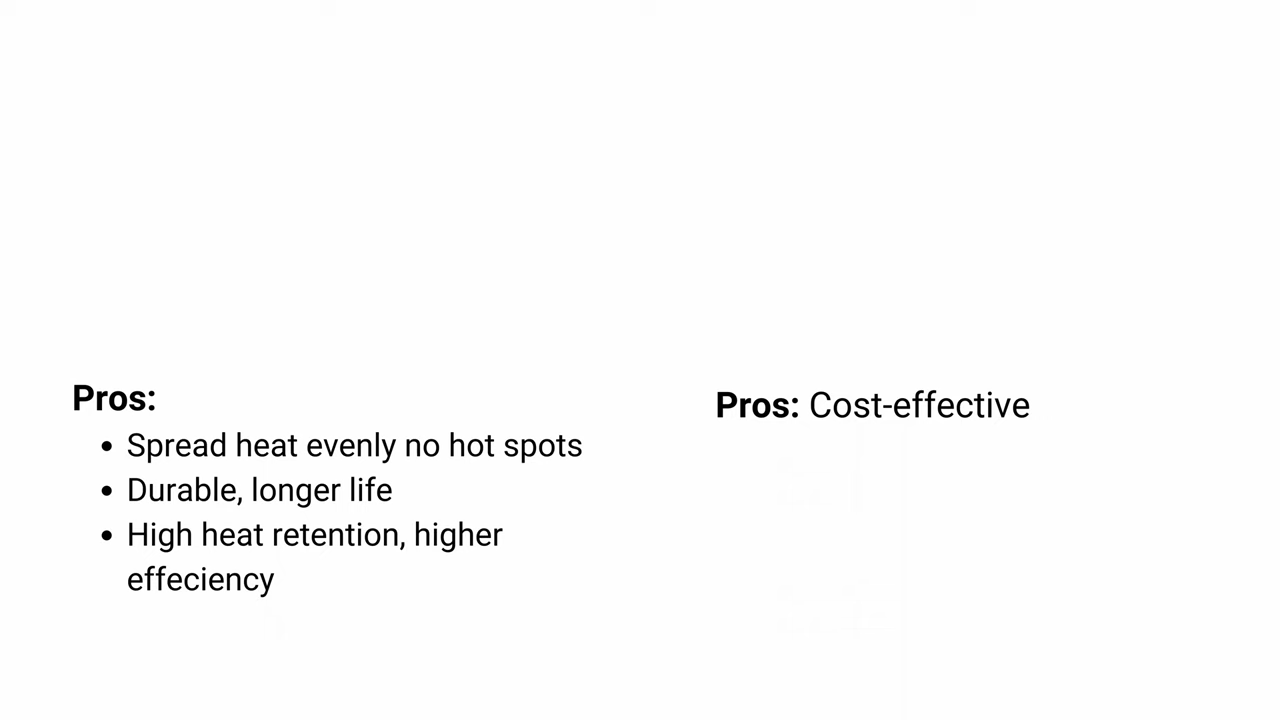 Pros:
• Spread heat evenly no hot spots
• Durable, longer life
• High heat retention, higher
effeciency
Pros: Cost-effective